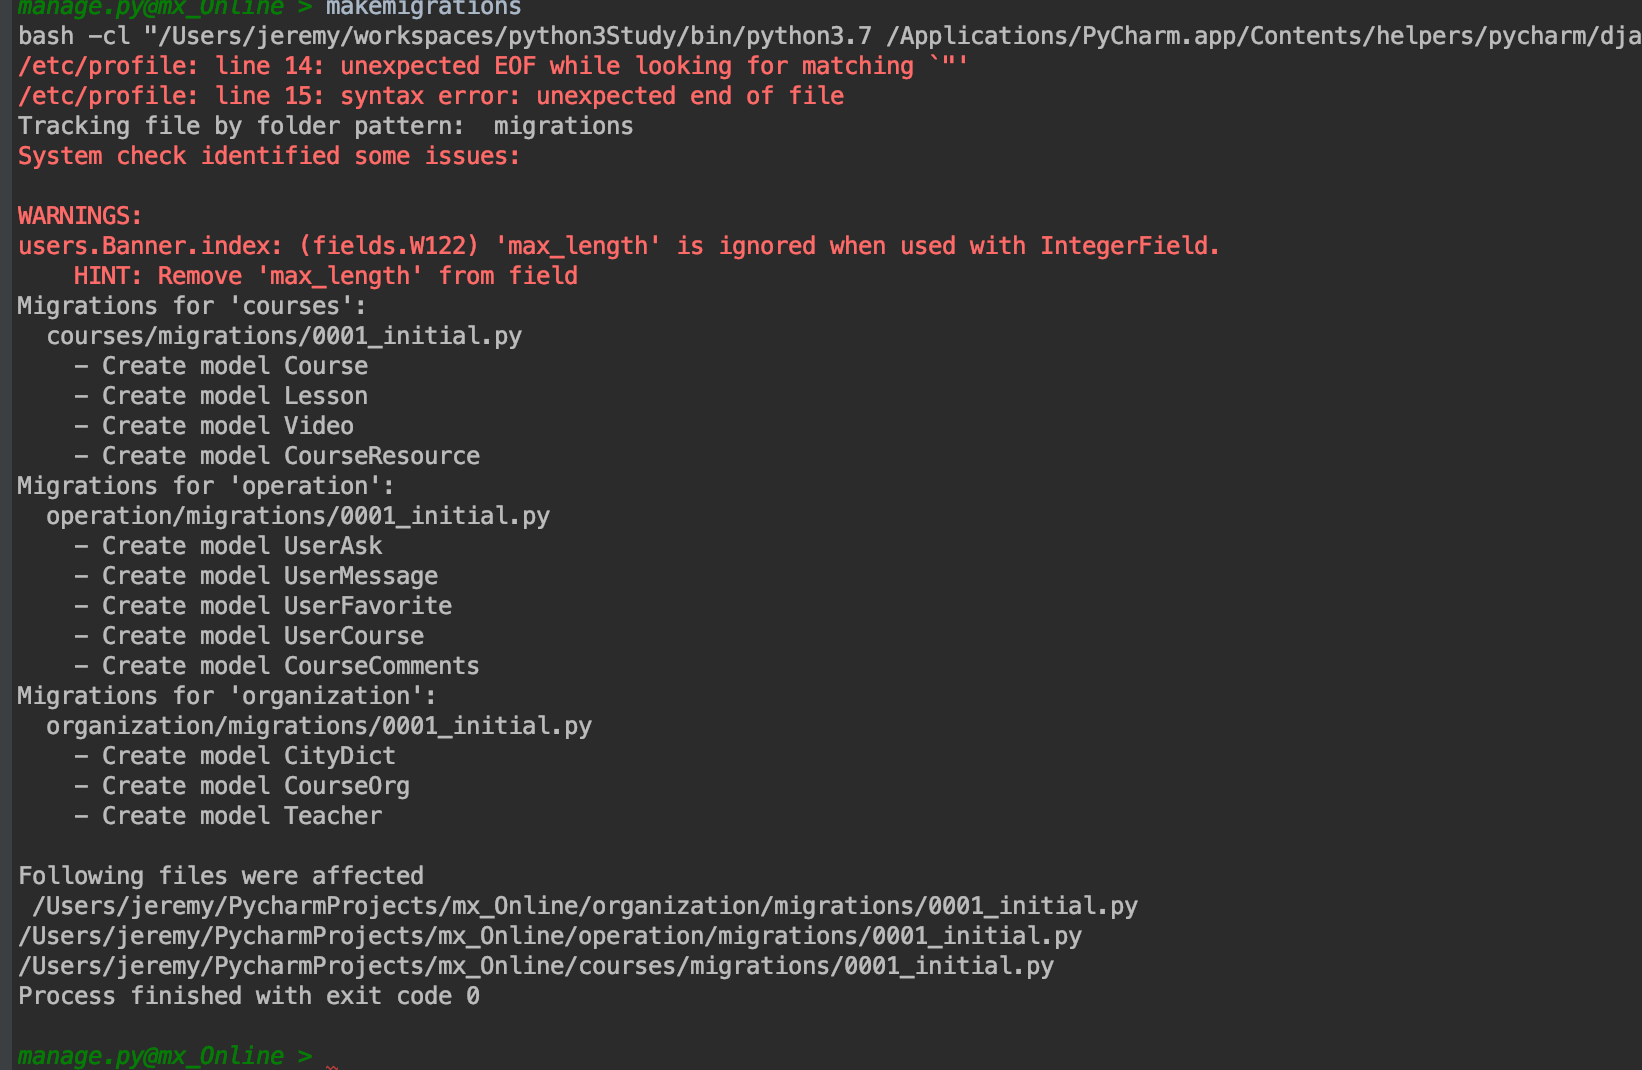 manage.py@mx_Online > makemigrations
bash -cl "/Users/jeremy/workspaces/python3Study/bin/python3.7 /Applications/PyCharm.app/Contents/helpers/pycharm/dja
/etc/profile: line 14: unexpected EOF while looking for matching `"'
/etc/profile: line 15: syntax error: unexpected end of file
Tracking file by folder pattern:  migrations
System check identified some issues:

WARNINGS:
users.Banner.index: (fields.W122) 'max_length' is ignored when used with IntegerField.
    HINT: Remove 'max_length' from field
Migrations for 'courses':
  courses/migrations/0001_initial.py
    - Create model Course
    - Create model Lesson
    - Create model Video
    - Create model CourseResource
Migrations for 'operation':
  operation/migrations/0001_initial.py
    - Create model UserAsk
    - Create model UserMessage
    - Create model UserFavorite
    - Create model UserCourse
    - Create model CourseComments
Migrations for 'organization':
  organization/migrations/0001_initial.py
    - Create model CityDict
    - Create model CourseOrg
    - Create model Teacher

Following files were affected
 /Users/jeremy/PycharmProjects/mx_Online/organization/migrations/0001_initial.py
/Users/jeremy/PycharmProjects/mx_Online/operation/migrations/0001_initial.py
/Users/jeremy/PycharmProjects/mx_Online/courses/migrations/0001_initial.py
Process finished with exit code 0

manage.py@mx_Online >